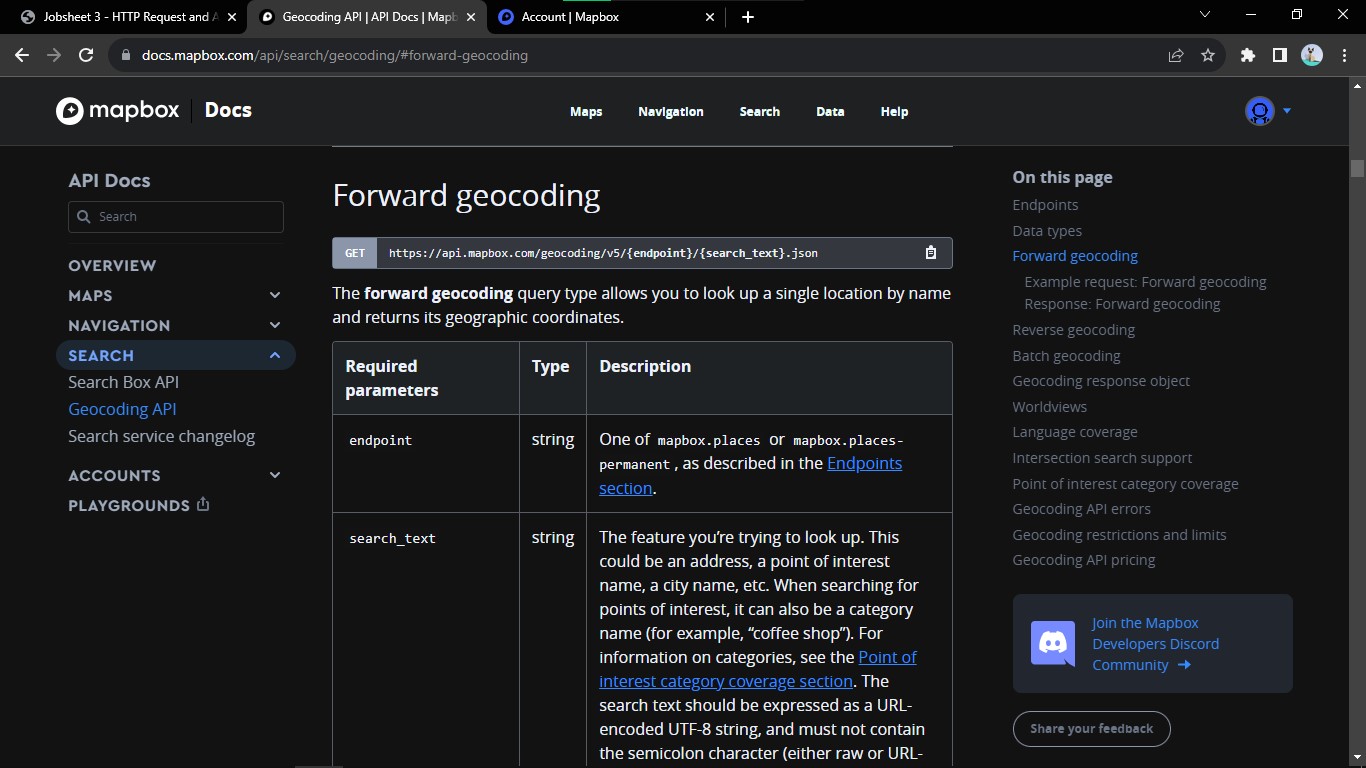 Jobsheet 3 - HTTP Request and A
Geocoding API | API Docs | Mapb
Account | Mapbox
docs.mapbox.com/api/search/geocoding/#forward-geocoding
mapbox
Docs
Maps
Navigation
Search
Data
Help
API Docs
Search
OVERVIEW
MAPS
NAVIGATION
SEARCH
Search Box API
Geocoding API
Search service changelog
ACCOUNTS
PLAYGROUNDS
Forward geocoding
GET https://api.mapbox.com/geocoding/v5/{endpoint}/{search_text}.json
The forward geocoding query type allows you to look up a single location by name
and returns its geographic coordinates.
Required
parameters
Type
Description
endpoint
string
One of mapbox.places or mapbox.places-
permanent, as described in the Endpoints
section.
search_text
string
The feature you’re trying to look up. This
could be an address, a point of interest
name, a city name, etc. When searching for
points of interest, it can also be a category
name (for example, “coffee shop”). For
information on categories, see the Point of
interest category coverage section. The
search text should be expressed as a URL-
encoded UTF-8 string, and must not contain
the semicolon character (either raw or URL-
On this page
Endpoints
Data types
Forward geocoding
Example request: Forward geocoding
Response: Forward geocoding
Reverse geocoding
Batch geocoding
Geocoding response object
Worldviews
Language coverage
Intersection search support
Point of interest category coverage
Geocoding API errors
Geocoding restrictions and limits
Geocoding API pricing
Join the Mapbox
Developers Discord
Community →
Share your feedback